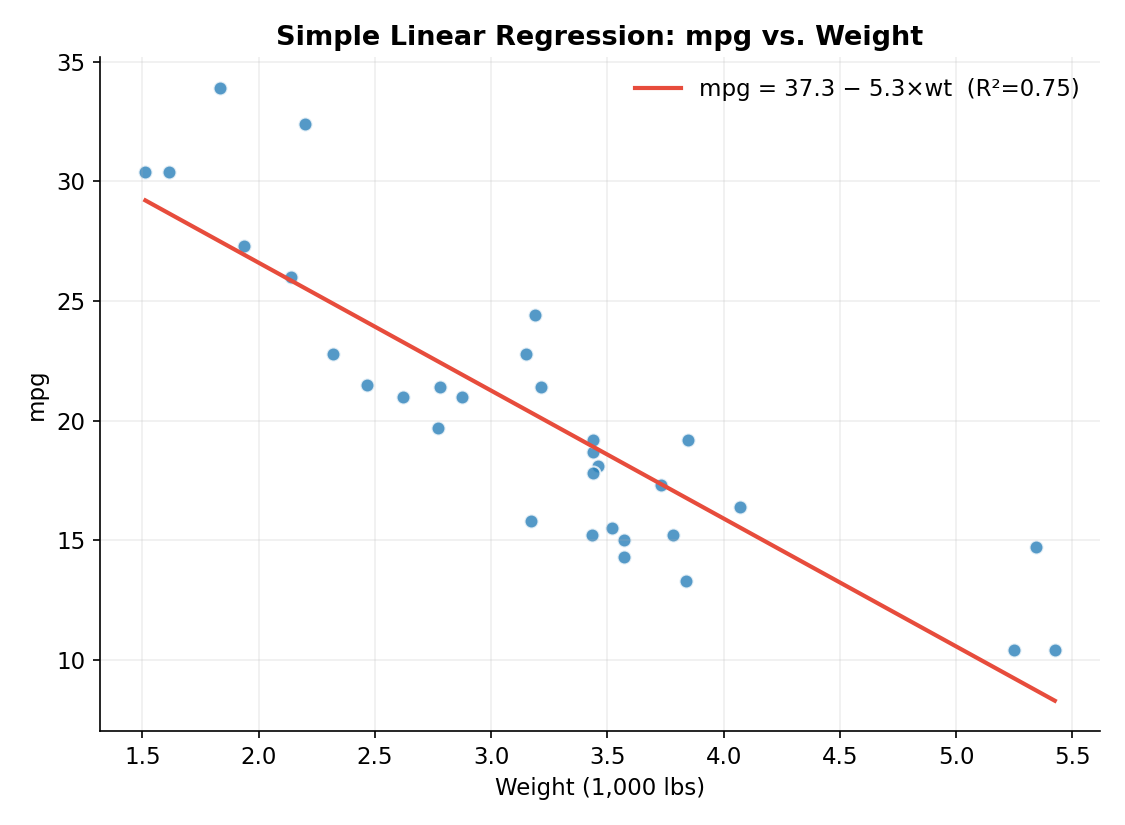 Simple Linear Regression: mpg vs. Weight
mpg = 37.3 − 5.3×wt  (R²=0.75)
35
30
25
20
15
10
mpg
1.5 2.0 2.5 3.0 3.5 4.0 4.5 5.0 5.5
Weight (1,000 lbs)